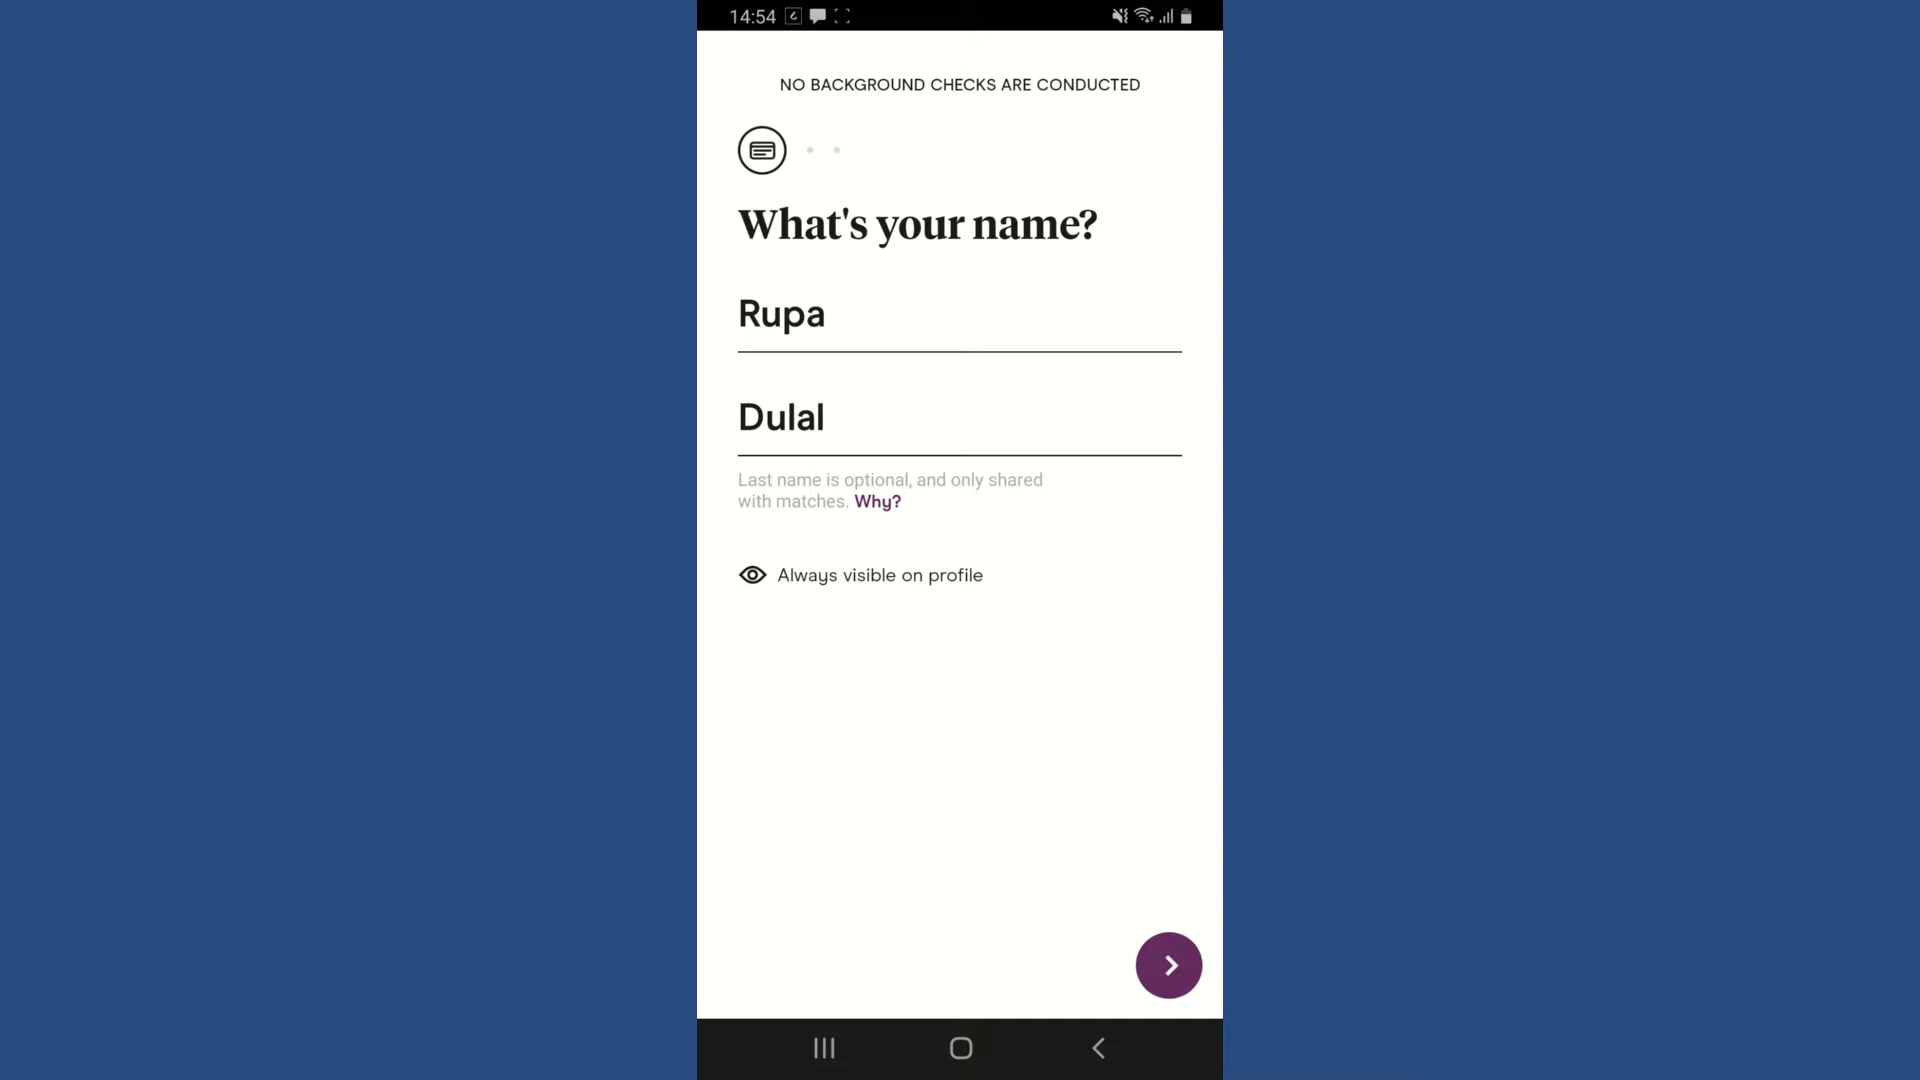 14:54
NO BACKGROUND CHECKS ARE CONDUCTED
What's your name?
Rupa
Dulal
Last name is optional, and only shared
with matches. Why?
Always visible on profile